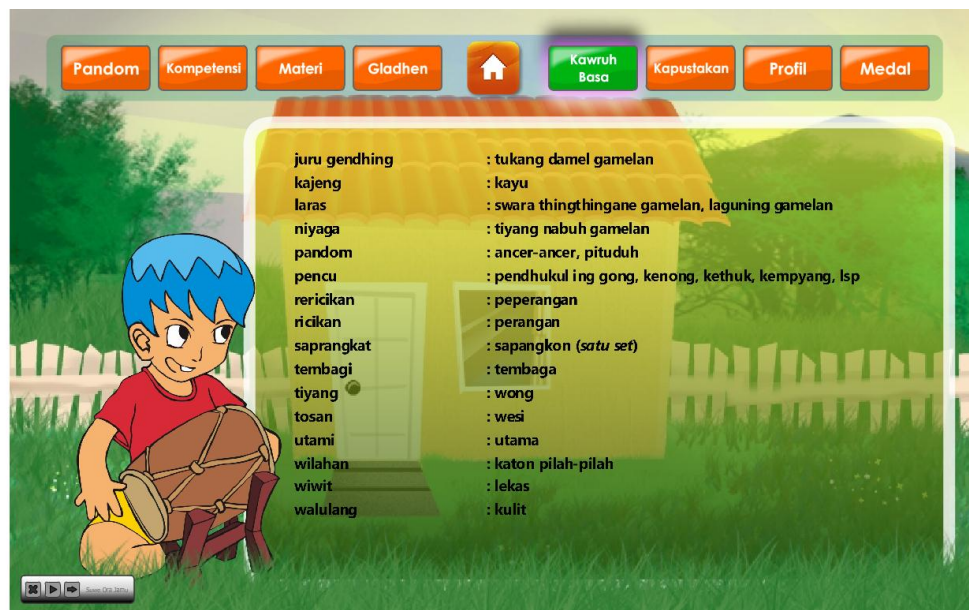 Pandom
Kompetensi
Materi
Gladhen
Kawruh
Basa
Kapustakan
Profil
Medal
juru gendhing : tukang damel gamelan
kajeng : kayu
laras : swara thingthingane gamelan, laguning gamelan
niyaga : tiyang nabuh gamelan
pandom : ancer-ancer, pituduh
pencu : pendhukul ing gong, kenong, kethuk, kempyang, lsp
rericikan : peperangan
ricikan : perangan
saprangkat : sapangkon (satu set)
tembagi : tembaga
tiyang : wong
tosan : wesi
utami : utama
wilahan : katon pilah-pilah
wiwit : lekas
walulang : kulit